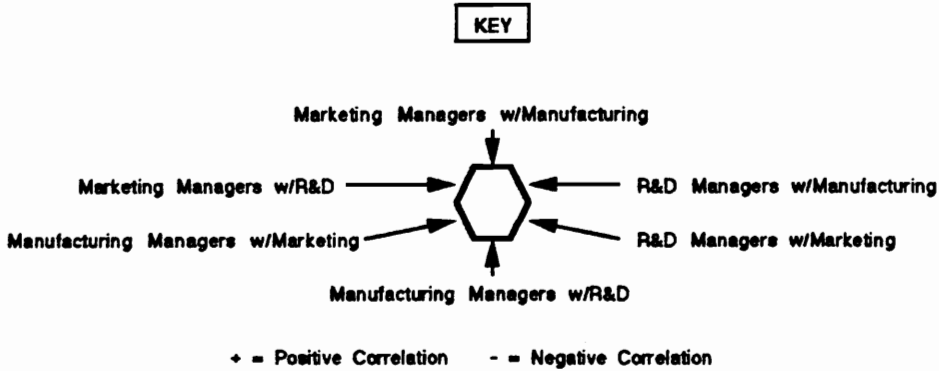 KEY
Marketing Managers w/Manufacturing
Marketing Managers w/R&D
R&D Managers w/Manufacturing
Manufacturing Managers w/Marketing
R&D Managers w/Marketing
Manufacturing Managers w/R&D
+ = Positive Correlation - = Negative Correlation